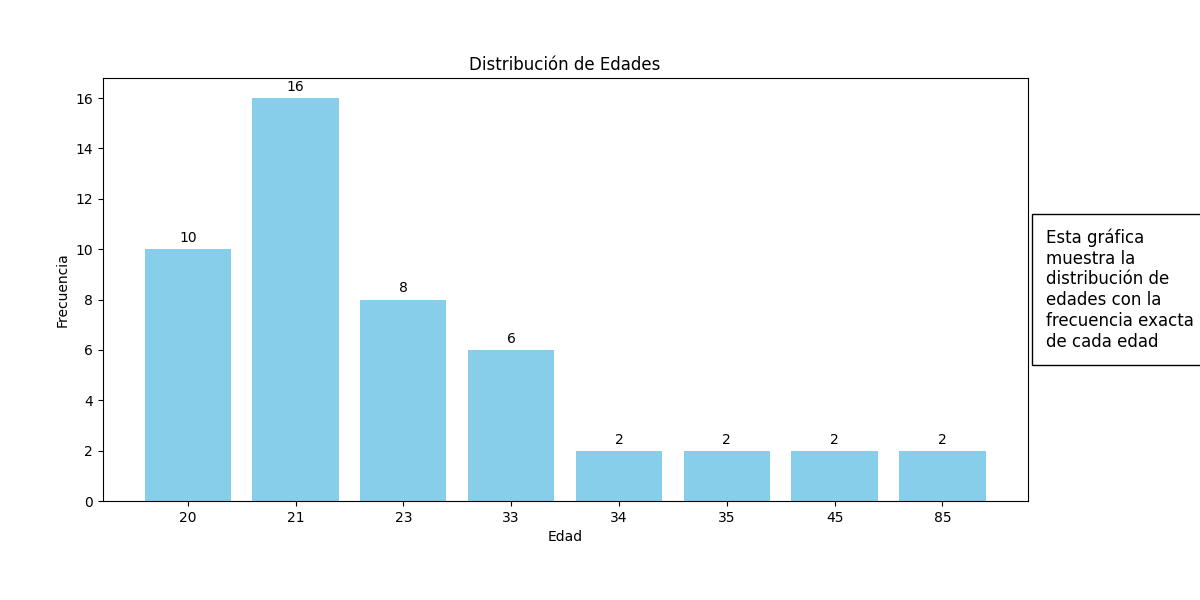 Distribución de Edades
16
10
8
6
2
2
2
2
16
14
12
10
8
6
4
2
0
Frecuencia
20
21
23
33
34
35
45
85
Edad
Esta gráfica
muestra la
distribución de
edades con la
frecuencia exacta
de cada edad